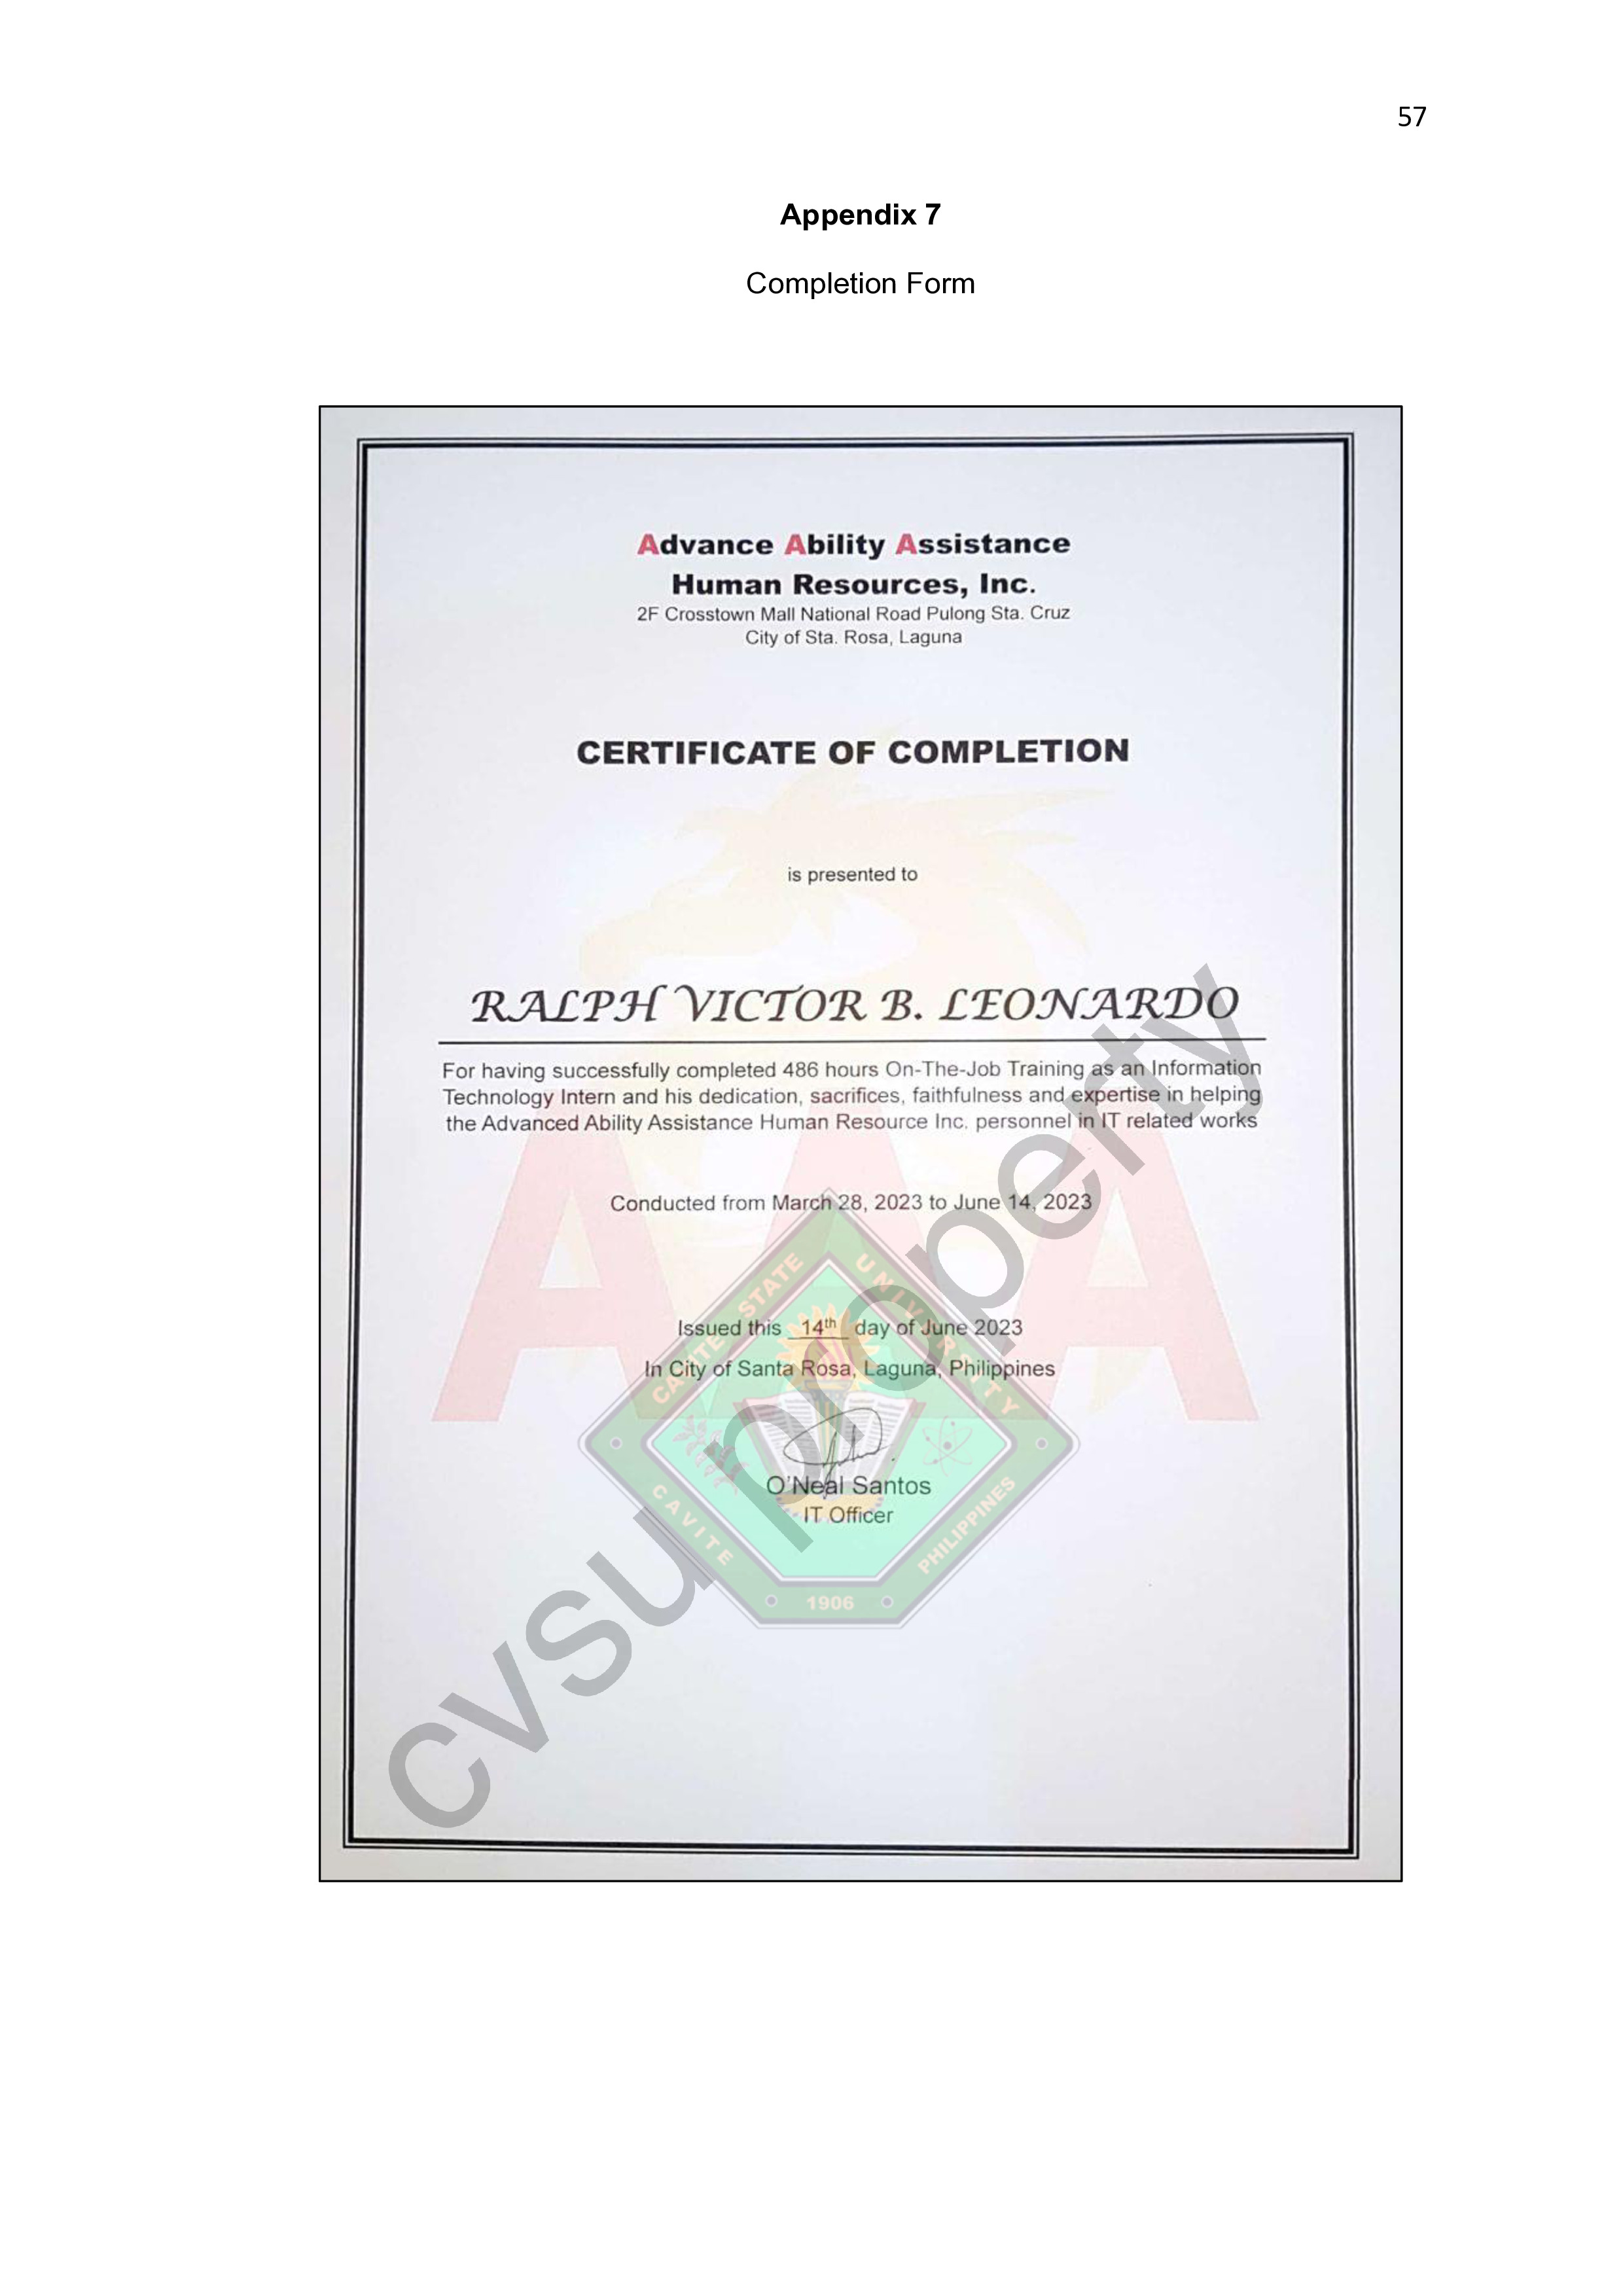 57
Appendix 7
Completion Form
Advance Ability Assistance
Human Resources, Inc.
2F Crosstown Mall National Road Pulong Sta. Cruz
City of Sta. Rosa, Laguna
CERTIFICATE OF COMPLETION
is presented to
RALPH VICTOR B. LEONARDO
For having successfully completed 486 hours On-The-Job Training as an Information
Technology Intern and his dedication, sacrifices, faithfulness and expertise in helping
the Advanced Ability Assistance Human Resource Inc. personnel in IT related works
Conducted from March 28, 2023 to June 14, 2023
Issued this 14th day of June 2023
In City of Santa Rosa, Laguna, Philippines
O'Neal Santos
IT Officer
AAA
CAVITE STATE UNIVERSITY
CAVITE PHILIPPINES
1906
cvsu property